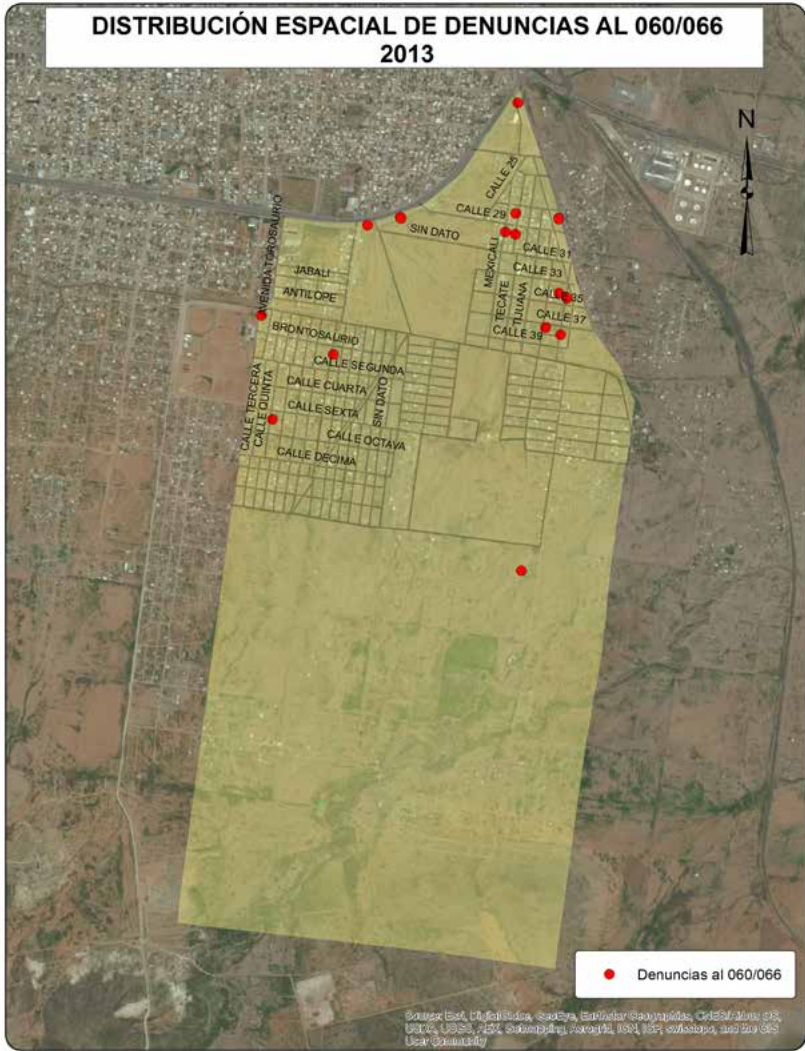 DISTRIBUCIÓN ESPACIAL DE DENUNCIAS AL 060/066
2013
N
CALLE 25
CALLE 29
SIN DATO
CALLE 31
MEXICALI
CALLE 33
TECATE
TIJUANA
CALLE 35
CALLE 37
CALLE 39
AVENIDA TOROSAURIO
JABALI
ANTILOPE
BRONTOSAURIO
CALLE SEGUNDA
CALLE CUARTA
SIN DATO
CALLE TERCERA
CALLE QUINTA
CALLE SEXTA
CALLE OCTAVA
CALLE DECIMA
Denuncias al 060/066
Source: Esri, DigitalGlobe, GeoEye, Earthstar Geographics, CNES/Airbus DS,
USDA, USGS, AEX, Getmapping, Aerogrid, IGN, IGP, swisstopo, and the GIS
User Community